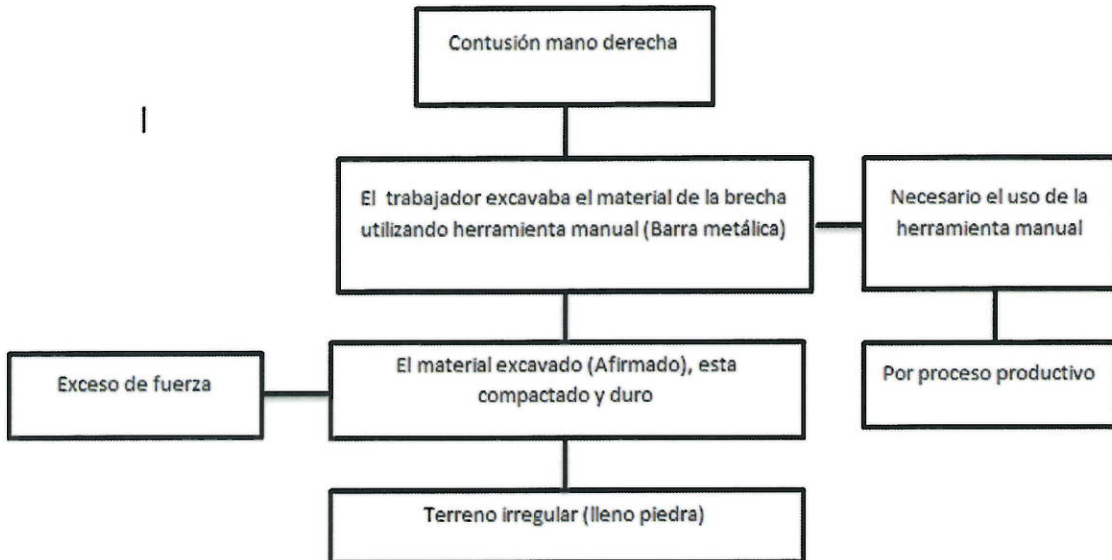 Contusión mano derecha
El trabajador excavaba el material de la brecha
utilizando herramienta manual (Barra metálica)
Necesario el uso de la
herramienta manual
Exceso de fuerza
El material excavado (Afirmado), esta
compactado y duro
Por proceso productivo
Terreno irregular (lleno piedra)